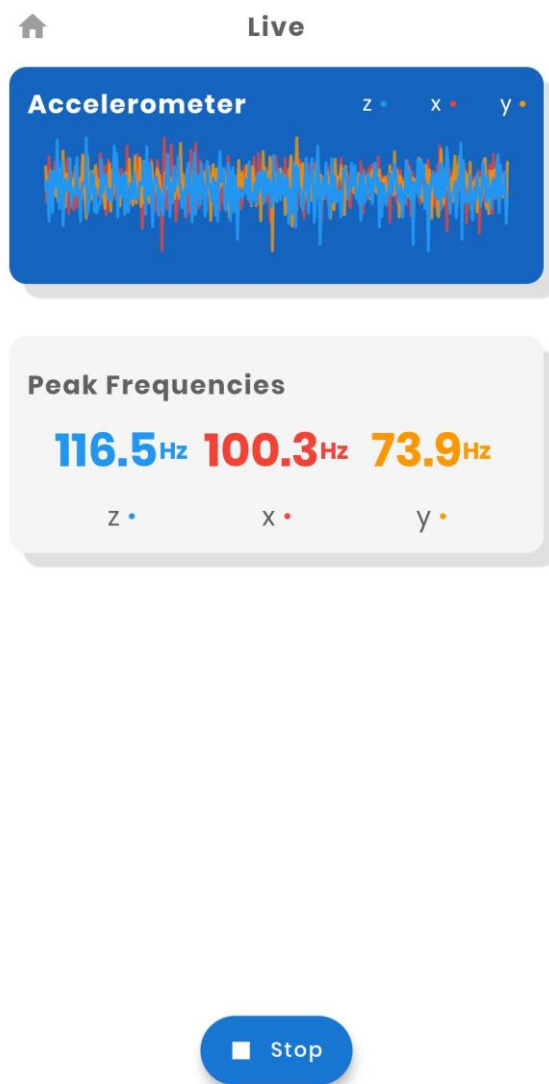 Live
Accelerometer z x y
Peak Frequencies
116.5Hz 100.3Hz 73.9Hz
z x y
Stop